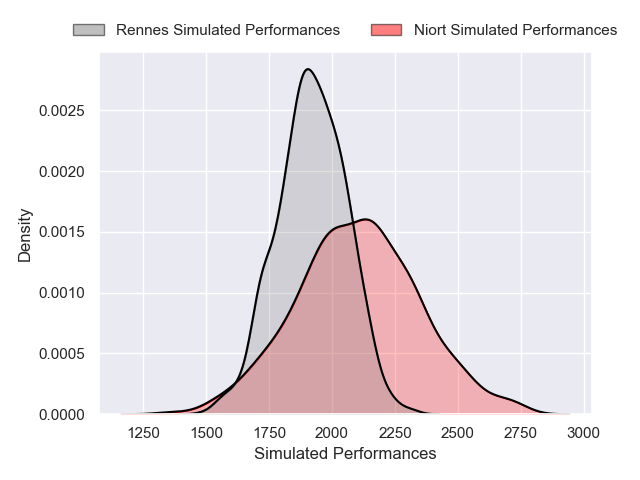 Rennes Simulated Performances Niort Simulated Performances
0.0025
0.0020
0.0015
0.0010
0.0005
0.0000
Density
1250 1500 1750 2000 2250 2500 2750 3000
Simulated Performances